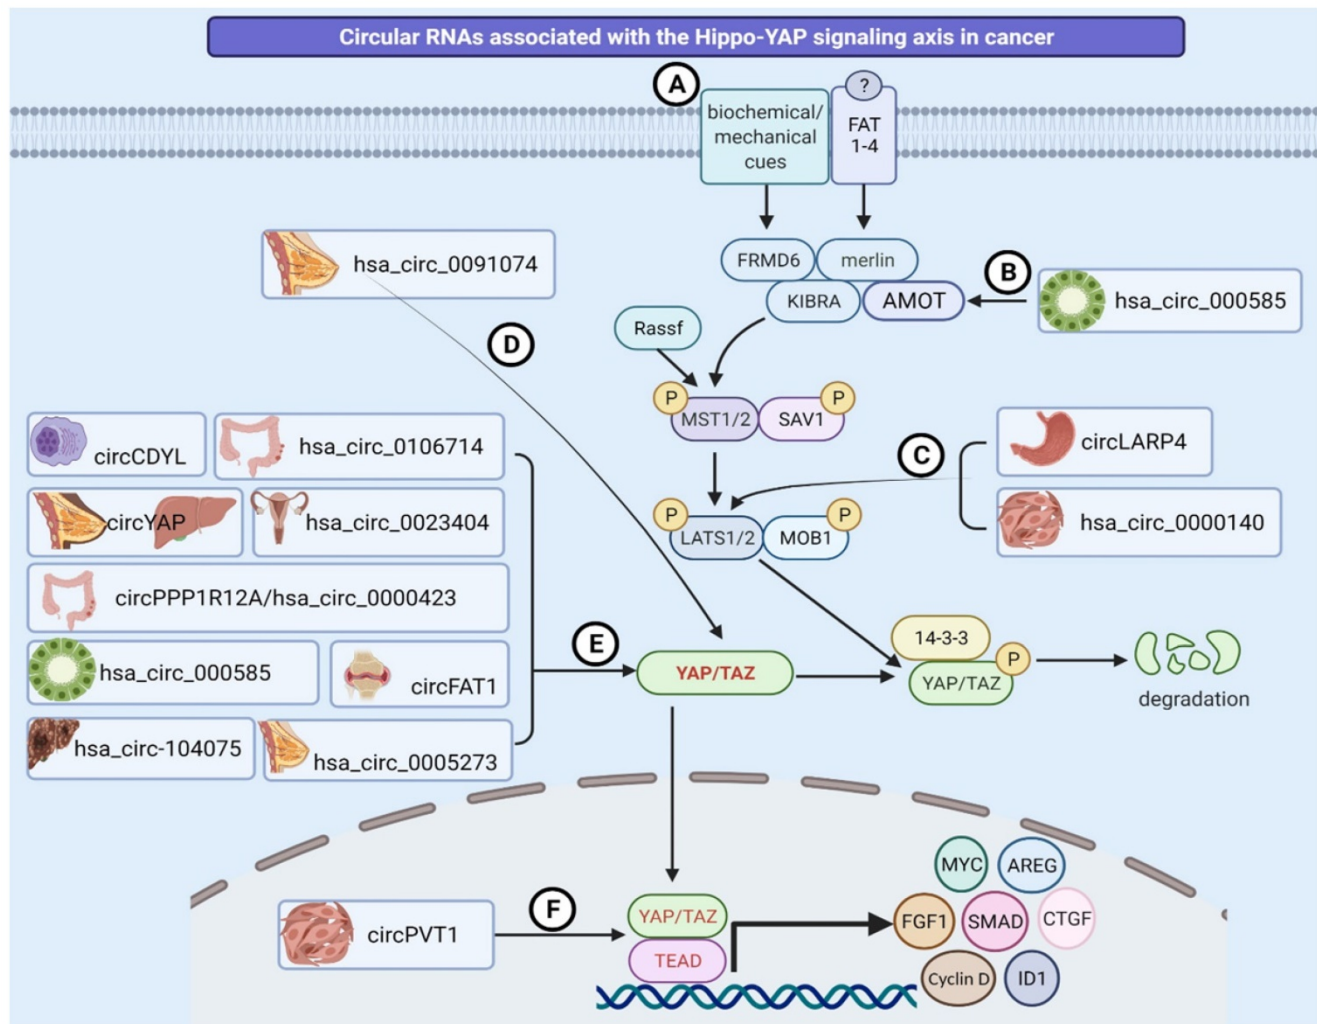 Circular RNAs associated with the Hippo-YAP signaling axis in cancer
A
biochemical/
mechanical
cues
?
FAT
1-4
hsa_circ_0091074
FRMD6
merlin
KIBRA
AMOT
B
hsa_circ_000585
Rassf
D
P
MST1/2
SAV1
P
circCDYL
hsa_circ_0106714
C
circLARP4
circYAP
hsa_circ_0023404
P
LATS1/2
MOB1
P
hsa_circ_0000140
circPPP1R12A/hsa_circ_0000423
hsa_circ_000585
circFAT1
E
YAP/TAZ
14-3-3
YAP/TAZ
P
degradation
hsa_circ-104075
hsa_circ_0005273
circPVT1
F
YAP/TAZ
TEAD
MYC
AREG
FGF1
SMAD
CTGF
Cyclin D
ID1